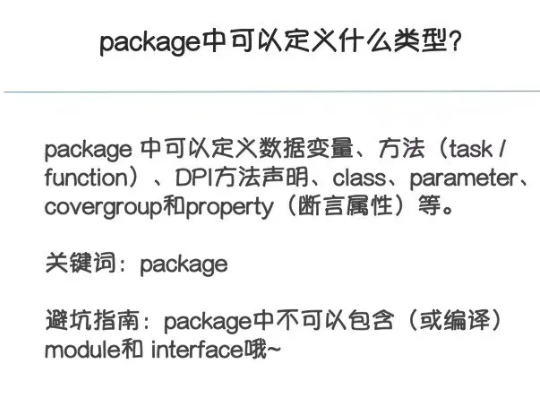 package中可以定义什么类型？
package 中可以定义数据变量、方法（task /
function）、DPI方法声明、class、parameter、
covergroup和property（断言属性）等。
关键词：package
避坑指南：package中不可以包含（或编译）
module和 interface哦~